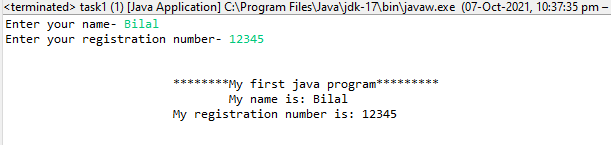 <terminated> task1 (1) [Java Application] C:\Program Files\Java\jdk-17\bin\javaw.exe (07-Oct-2021, 10:37:35 pm –
Enter your name- Bilal
Enter your registration number- 12345
********My first java program*********
My name is: Bilal
My registration number is: 12345